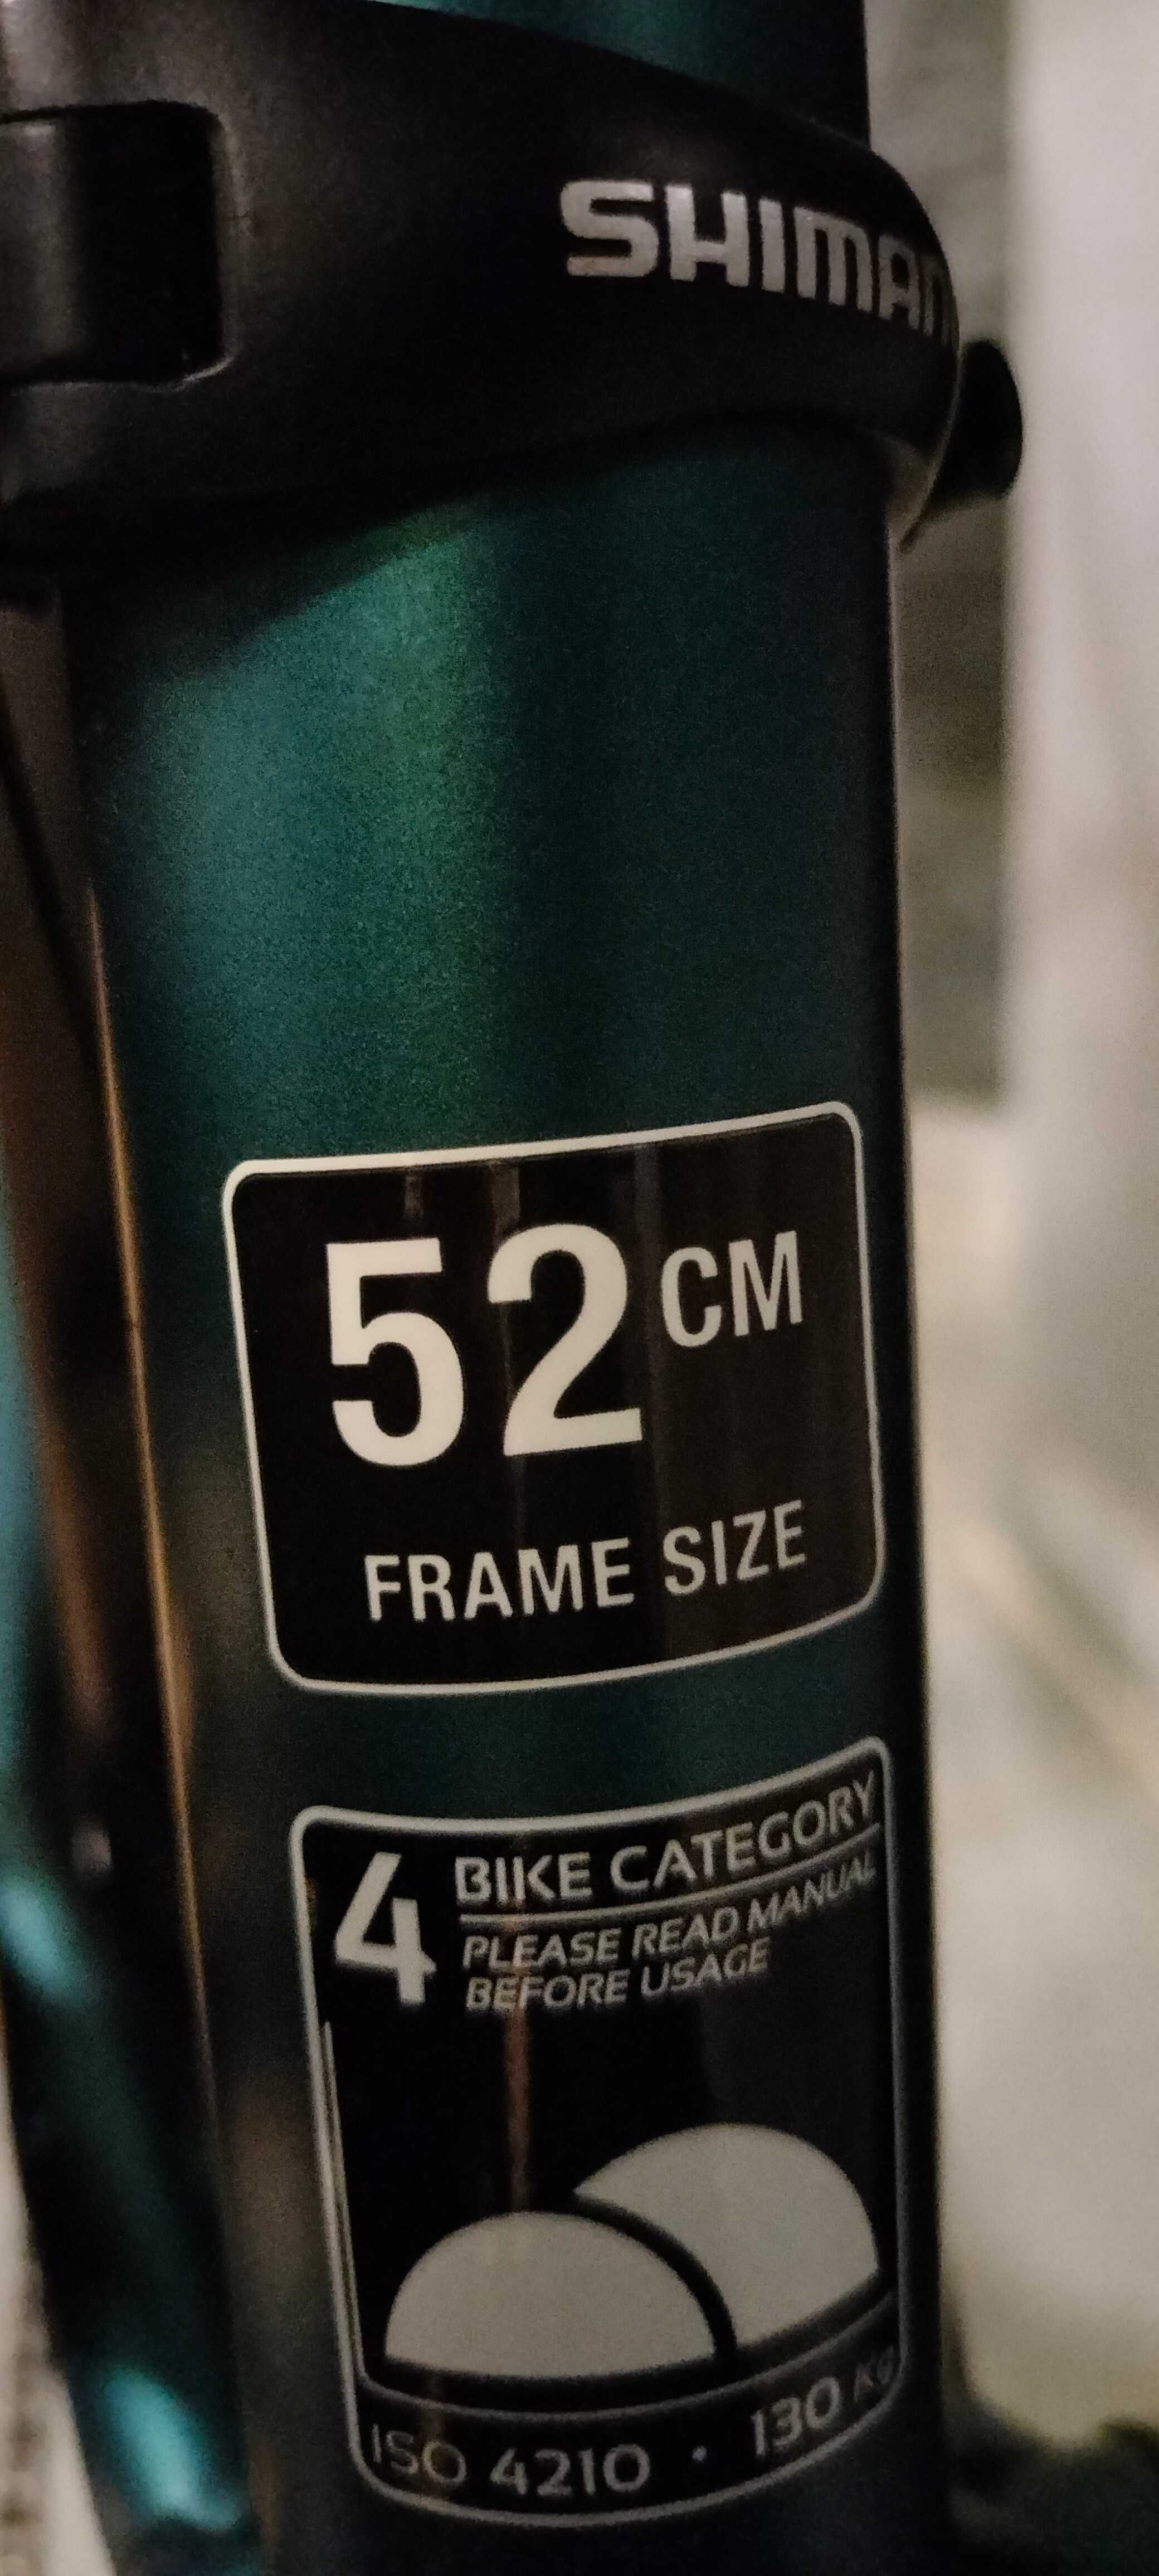 SHIMAN
52 CM
FRAME SIZE
4 BIKE CATEGORY
PLEASE READ MANUAL
BEFORE USAGE
ISO 4210 · 130 KG